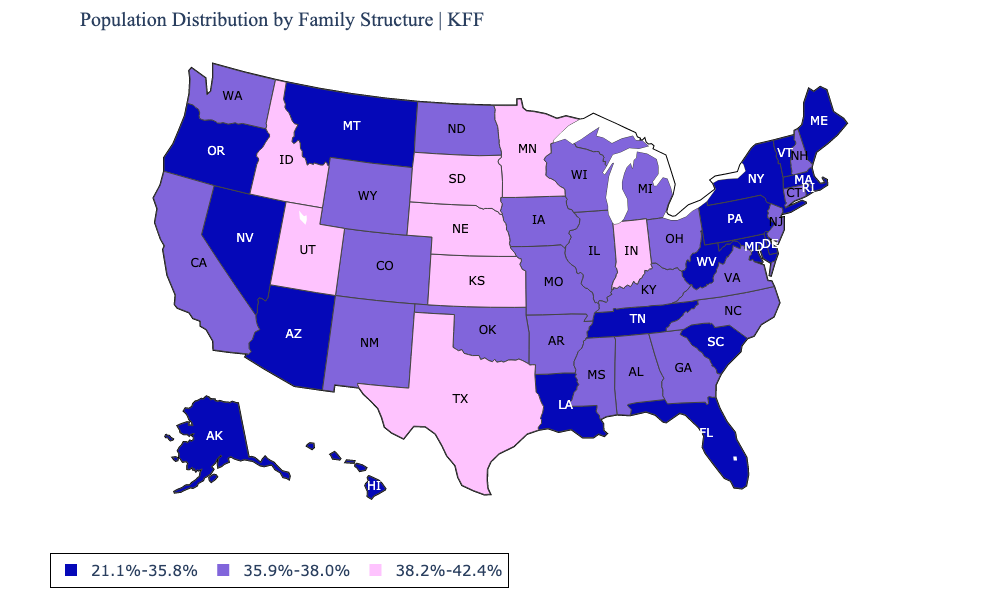 Population Distribution by Family Structure | KFF
WA
ME
MT
ND
MN
OR
VT
NH
ID
WI
NY
MA
SD
MI
RI
CT
WY
IA
PA
NJ
NE
NV
OH
DE
MD
UT
IL
IN
CA
CO
WV
VA
KS
MO
KY
NC
TN
OK
AZ
AR
SC
NM
GA
MS
AL
TX
LA
FL
AK
HI
21.1%-35.8% 35.9%-38.0% 38.2%-42.4%